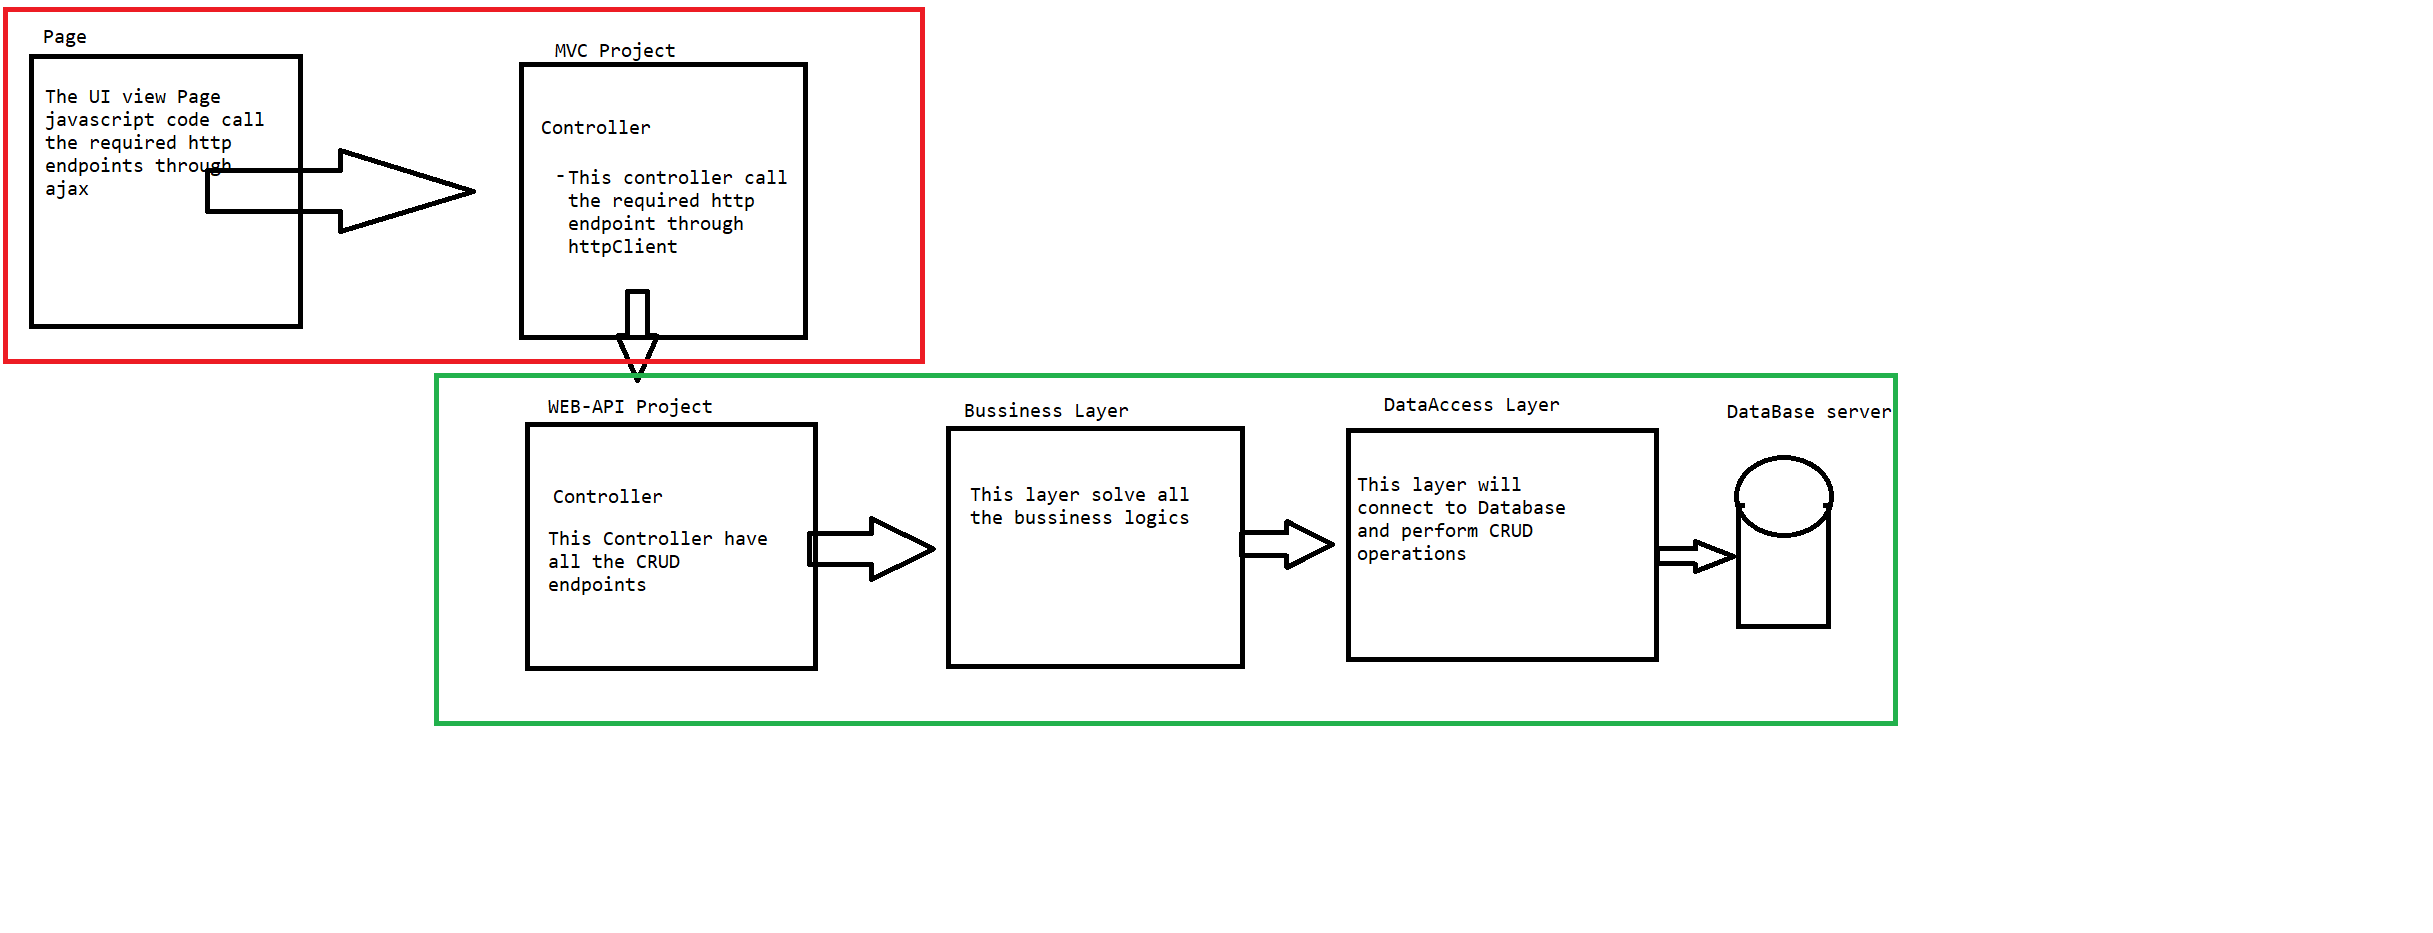 Page
The UI view Page
javascript code call
the required http
endpoints through
ajax
MVC Project
Controller
-This controller call
the required http
endpoint through
httpClient
WEB-API Project
Controller
This Controller have
all the CRUD
endpoints
Bussiness Layer
This layer solve all
the bussiness logics
DataAccess Layer
This layer will
connect to Database
and perform CRUD
operations
DataBase server